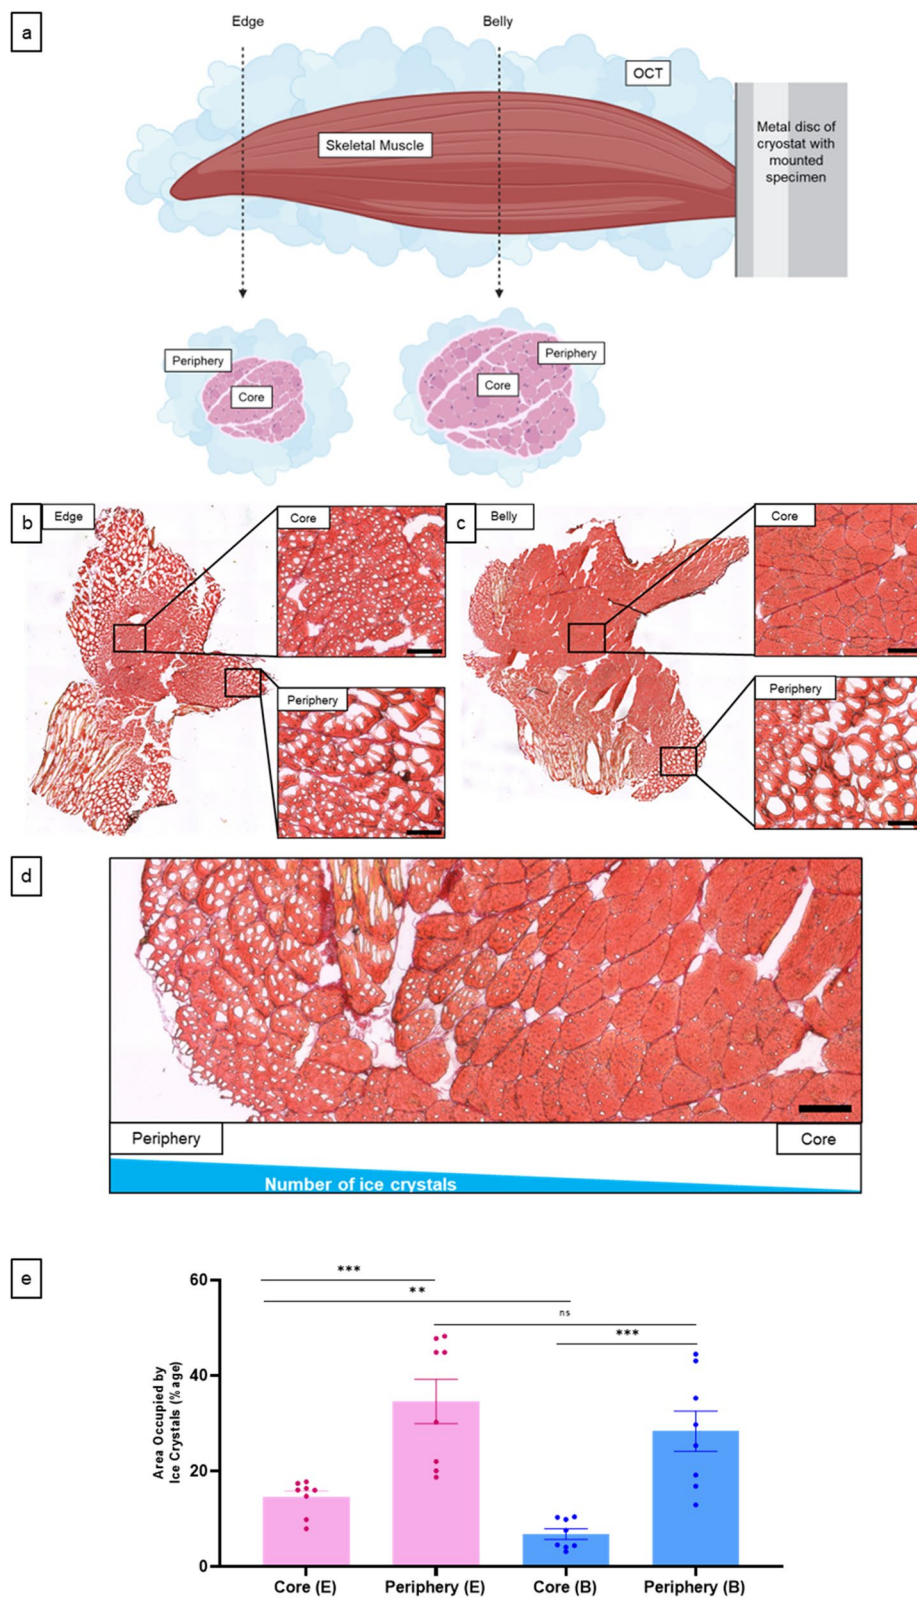 a
Edge
Belly
OCT
Skeletal Muscle
Metal disc of
cryostat with
mounted
specimen
Periphery
Core
Periphery
Core
b
Edge
Core
Periphery
c
Belly
Core
Periphery
d
Periphery
Core
Number of ice crystals
e
Area Occupied by
Ice Crystals (% age)
60
40
20
0
***
**
ns
***
Core (E)
Periphery (E)
Core (B)
Periphery (B)